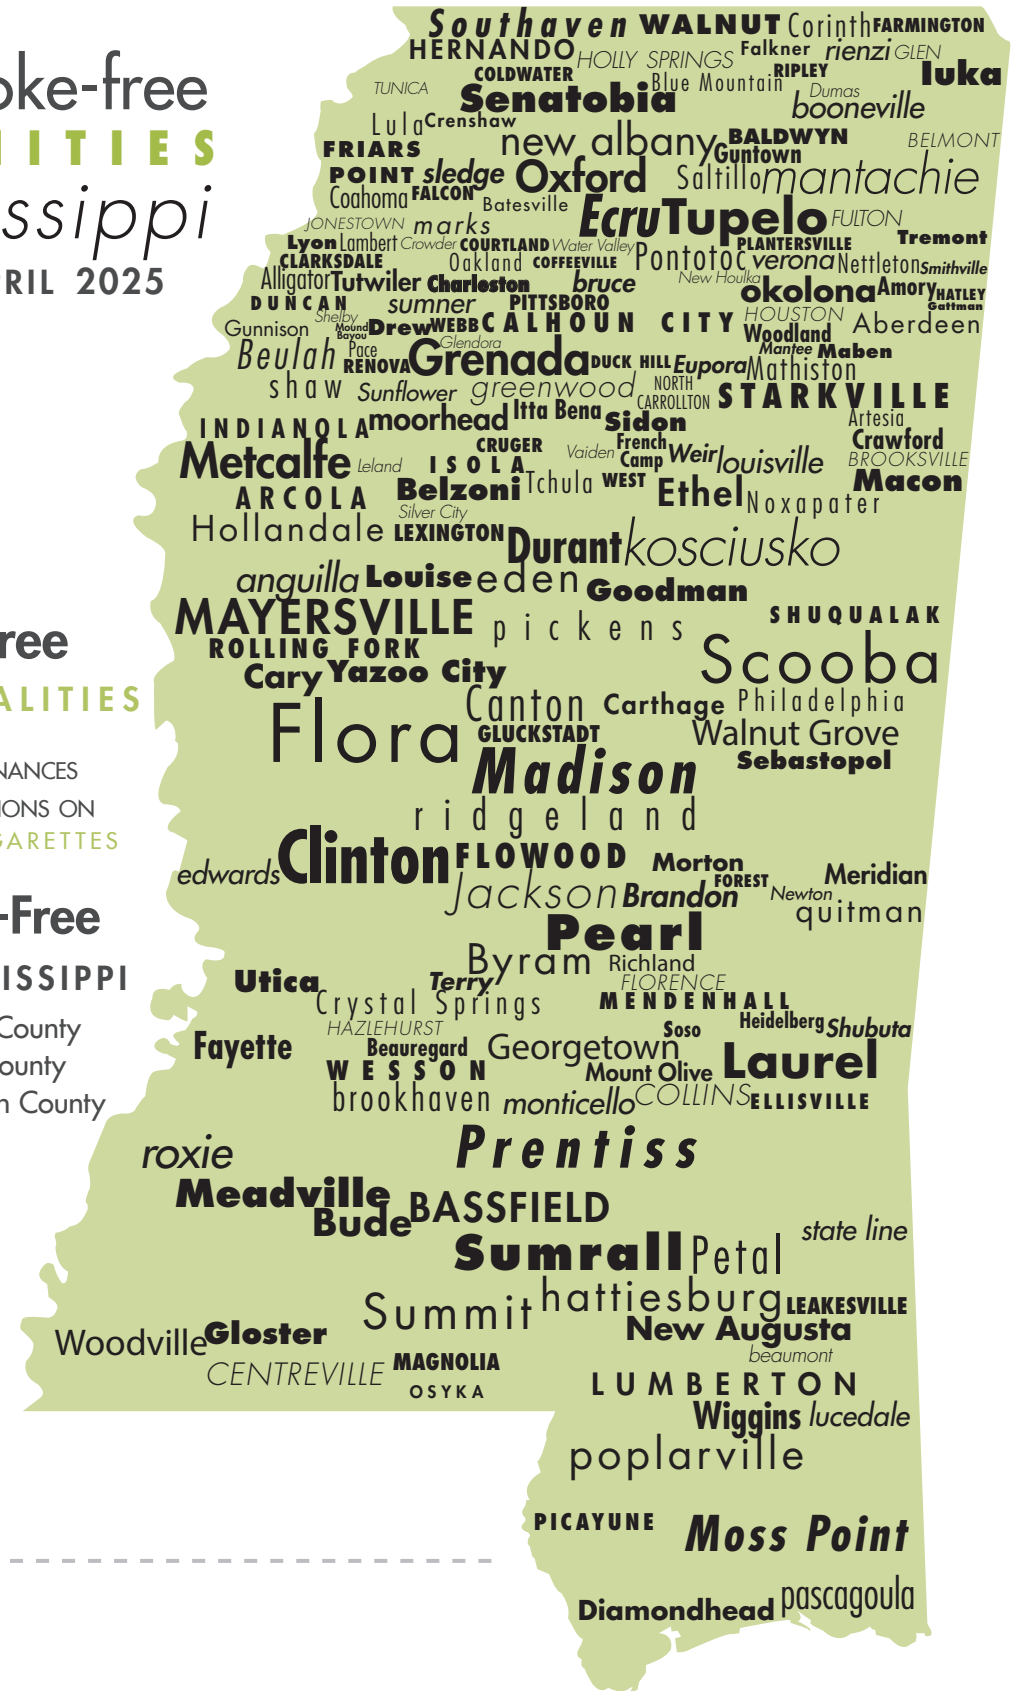 oke-free
ITIES
ssippi
PRIL 2025
ree
ALITIES
NANCES
IONS ON
GARETTES
-Free
ISSIPPI
County
ounty
n County
Southaven WALNUT Corinth FARMINGTON
HERNANDO HOLLY SPRINGS Falkner rienzi GLEN
TUNICA COLDWATER Blue Mountain RIPLEY Iuka
Senatobia Dumas booneville
Lula Crenshaw new albany BALDWYN BELMONT
FRIARS POINT sledge Oxford Guntown Saltillo mantachie
Coahoma FALCON Batesville
JONESTOWN marks Ecru Tupelo FULTON
Lyon Lambert Crowder COURTLAND Water Valley Pontotoc PLANTERSVILLE Tremont
CLARKSDALE Oakland COFFEEVILLE verona Nettleton Smithville
Alligator Tutwiler Charleston bruce New Houlka okolona Amory HATLEY
DUNCAN sumner PITTSBORO Gattman
Shelby HOUSTON
Gunnison Mound Bayou Drew WEBB CALHOUN CITY Woodland Aberdeen
Beulah Pace Glendora Mantee Maben
RENOVA Grenada DUCK HILL Eupora Mathiston
shaw Sunflower greenwood NORTH CARROLLTON STARKVILLE
INDIANOLA moorhead Itta Bena Sidon Artesia
CRUGER French Camp Crawford
Metcalfe Leland ISOLA Vaiden Weir louisville BROOKSVILLE
ARCOLA Belzoni Tchula WEST Ethel Noxapater Macon
Silver City
Hollandale LEXINGTON Durant kosciusko
anguilla Louise eden Goodman
MAYERSVILLE pickens SHUQUALAK
ROLLING FORK Scooba
Cary Yazoo City
Flora Canton Carthage Philadelphia
GLUCKSTADT Walnut Grove
Madison Sebastopol
ridgeland
edwards Clinton FLOWOOD Morton Meridian
Jackson Brandon FOREST Newton quitman
Pearl
Byram Richland
Utica Terry FLORENCE
Crystal Springs MENDENHALL
HAZLEHURST Soso Heidelberg Shubuta
Fayette Beauregard Georgetown Laurel
WESSON Mount Olive
brookhaven monticello COLLINS ELLISVILLE
roxie Prentiss
Meadville BASSFIELD
Bude state line
Sumrall Petal
Summit hattiesburg LEAKESVILLE
Woodville Gloster New Augusta
CENTREVILLE MAGNOLIA beaumont
OSYKA LUMBERTON
Wiggins lucedale
poplarville
PICAYUNE Moss Point
Diamondhead pascagoula